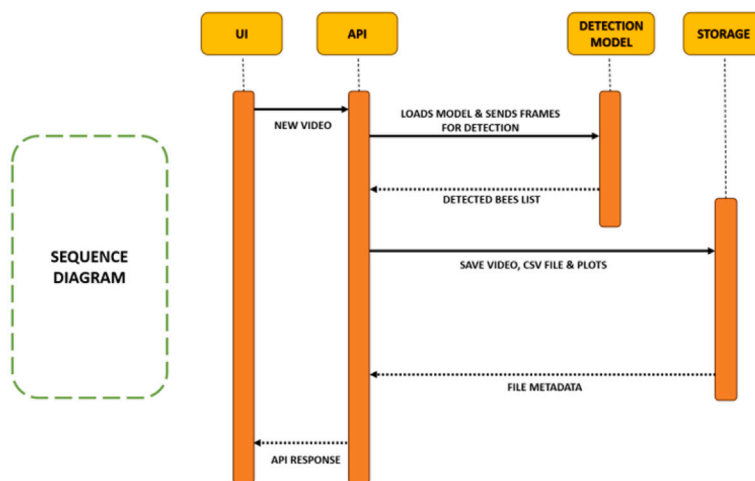 UI
API
DETECTION
MODEL
STORAGE
NEW VIDEO
LOADS MODEL & SENDS FRAMES
FOR DETECTION
DETECTED BEES LIST
SEQUENCE
DIAGRAM
SAVE VIDEO, CSV FILE & PLOTS
FILE METADATA
API RESPONSE